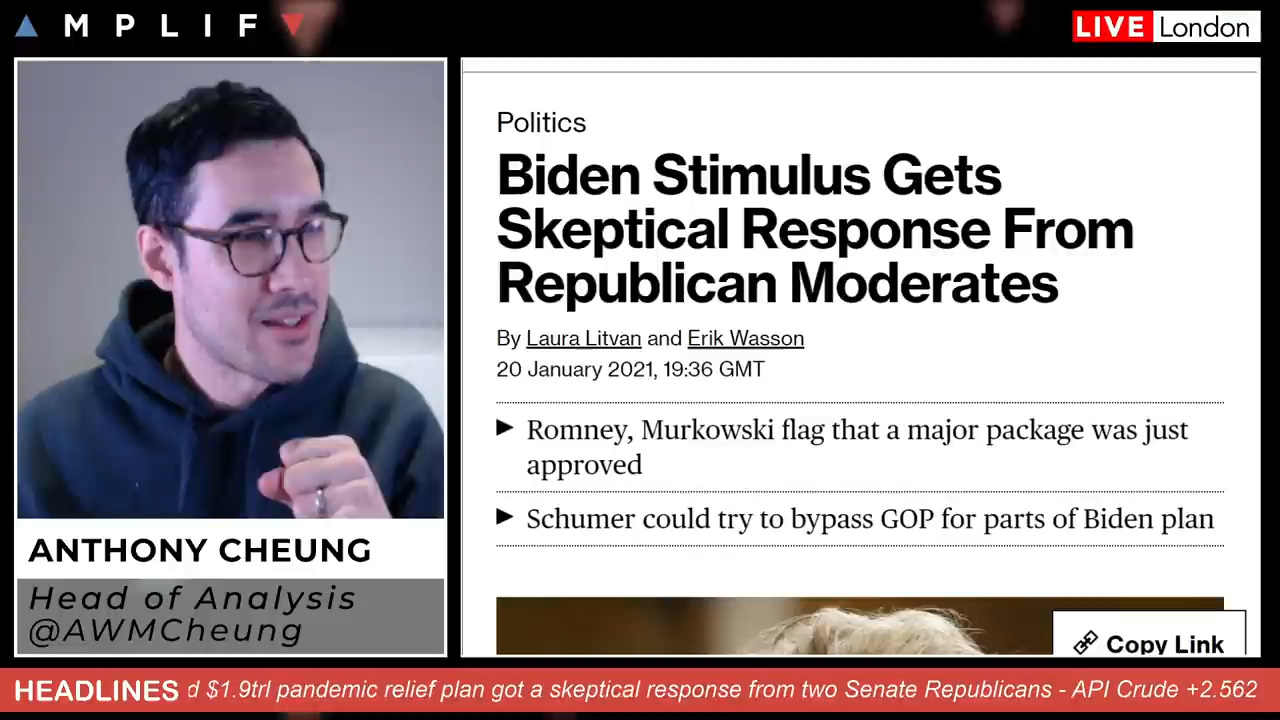 AMPLIFY
LIVE London
Politics
Biden Stimulus Gets
Skeptical Response From
Republican Moderates
By Laura Litvan and Erik Wasson
20 January 2021, 19:36 GMT
Romney, Murkowski flag that a major package was just
approved
Schumer could try to bypass GOP for parts of Biden plan
Copy Link
ANTHONY CHEUNG
Head of Analysis
@AWMCheung
HEADLINES d $1.9trl pandemic relief plan got a skeptical response from two Senate Republicans - API Crude +2.562